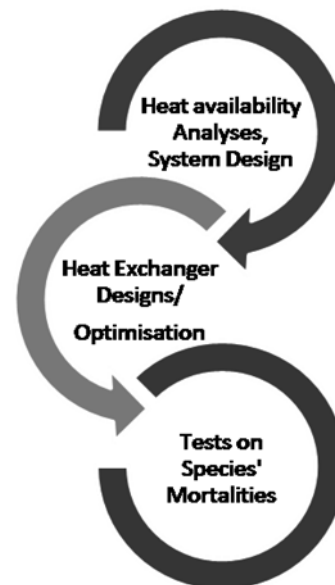 Heat availability
Analyses,
System Design
Heat Exchanger
Designs/
Optimisation
Tests on
Species'
Mortalities